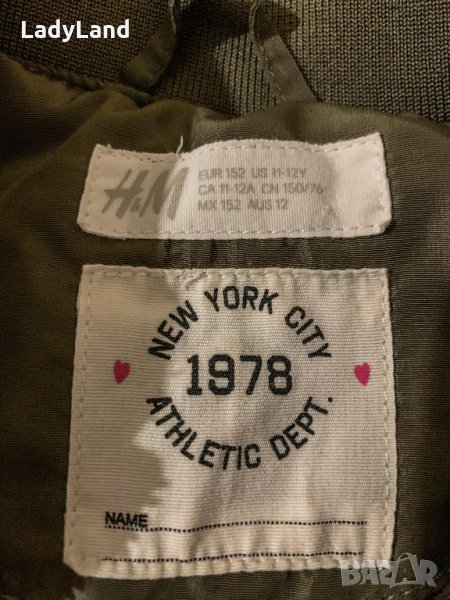 LadyLand
H&M
EUR 152 US 11-12Y
CA 11-12A CN 150/76
MX 152 AUS 12
NEW YORK CITY
1978
ATHLETIC DEPT.
NAME
BAZAR